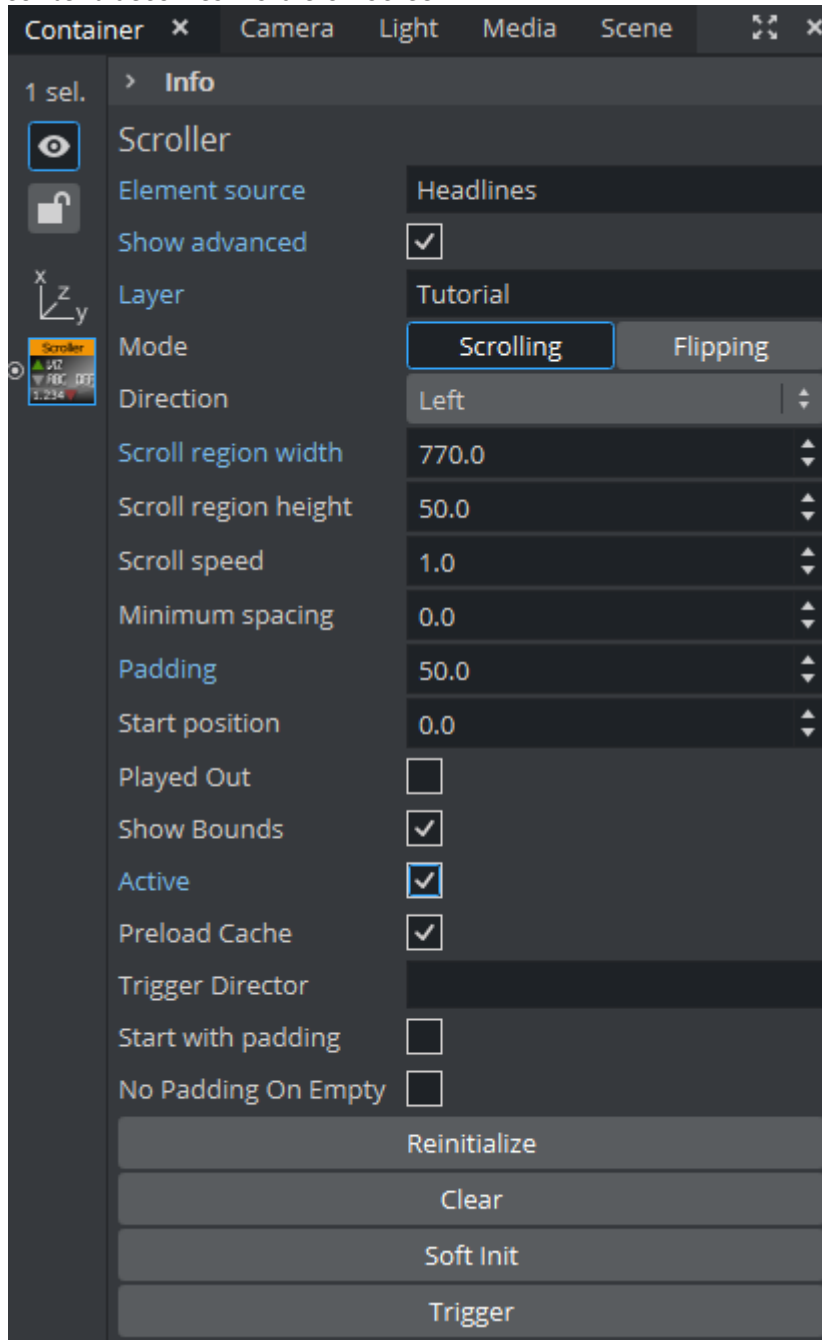 Container × Camera Light Media Scene
1 sel.
> Info
Scroller
Element source Headlines
Show advanced
Layer Tutorial
x
z
y
Mode Scrolling Flipping
Scroller
Direction Left
1.234
Scroll region width 770.0
Scroll region height 50.0
Scroll speed 1.0
Minimum spacing 0.0
Padding 50.0
Start position 0.0
Played Out
Show Bounds
Active
Preload Cache
Trigger Director
Start with padding
No Padding On Empty
Reinitialize
Clear
Soft Init
Trigger